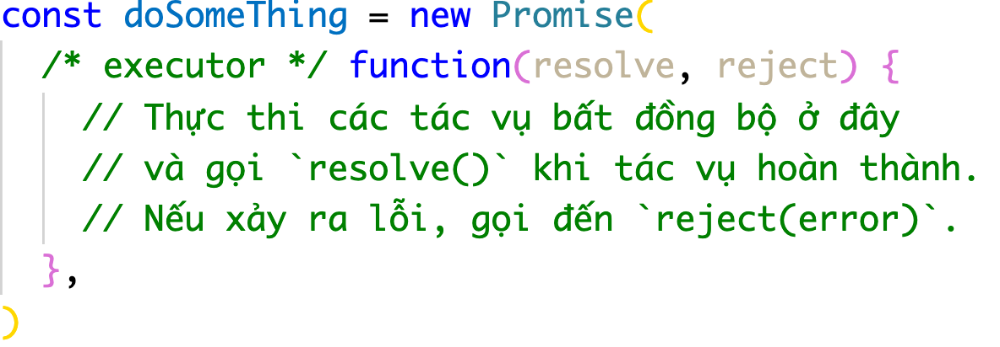 const doSomeThing = new Promise(
/* executor */ function(resolve, reject) {
// Thực thi các tác vụ bất đồng bộ ở đây
// và gọi `resolve()` khi tác vụ hoàn thành.
// Nếu xảy ra lỗi, gọi đến `reject(error)`.
},
)